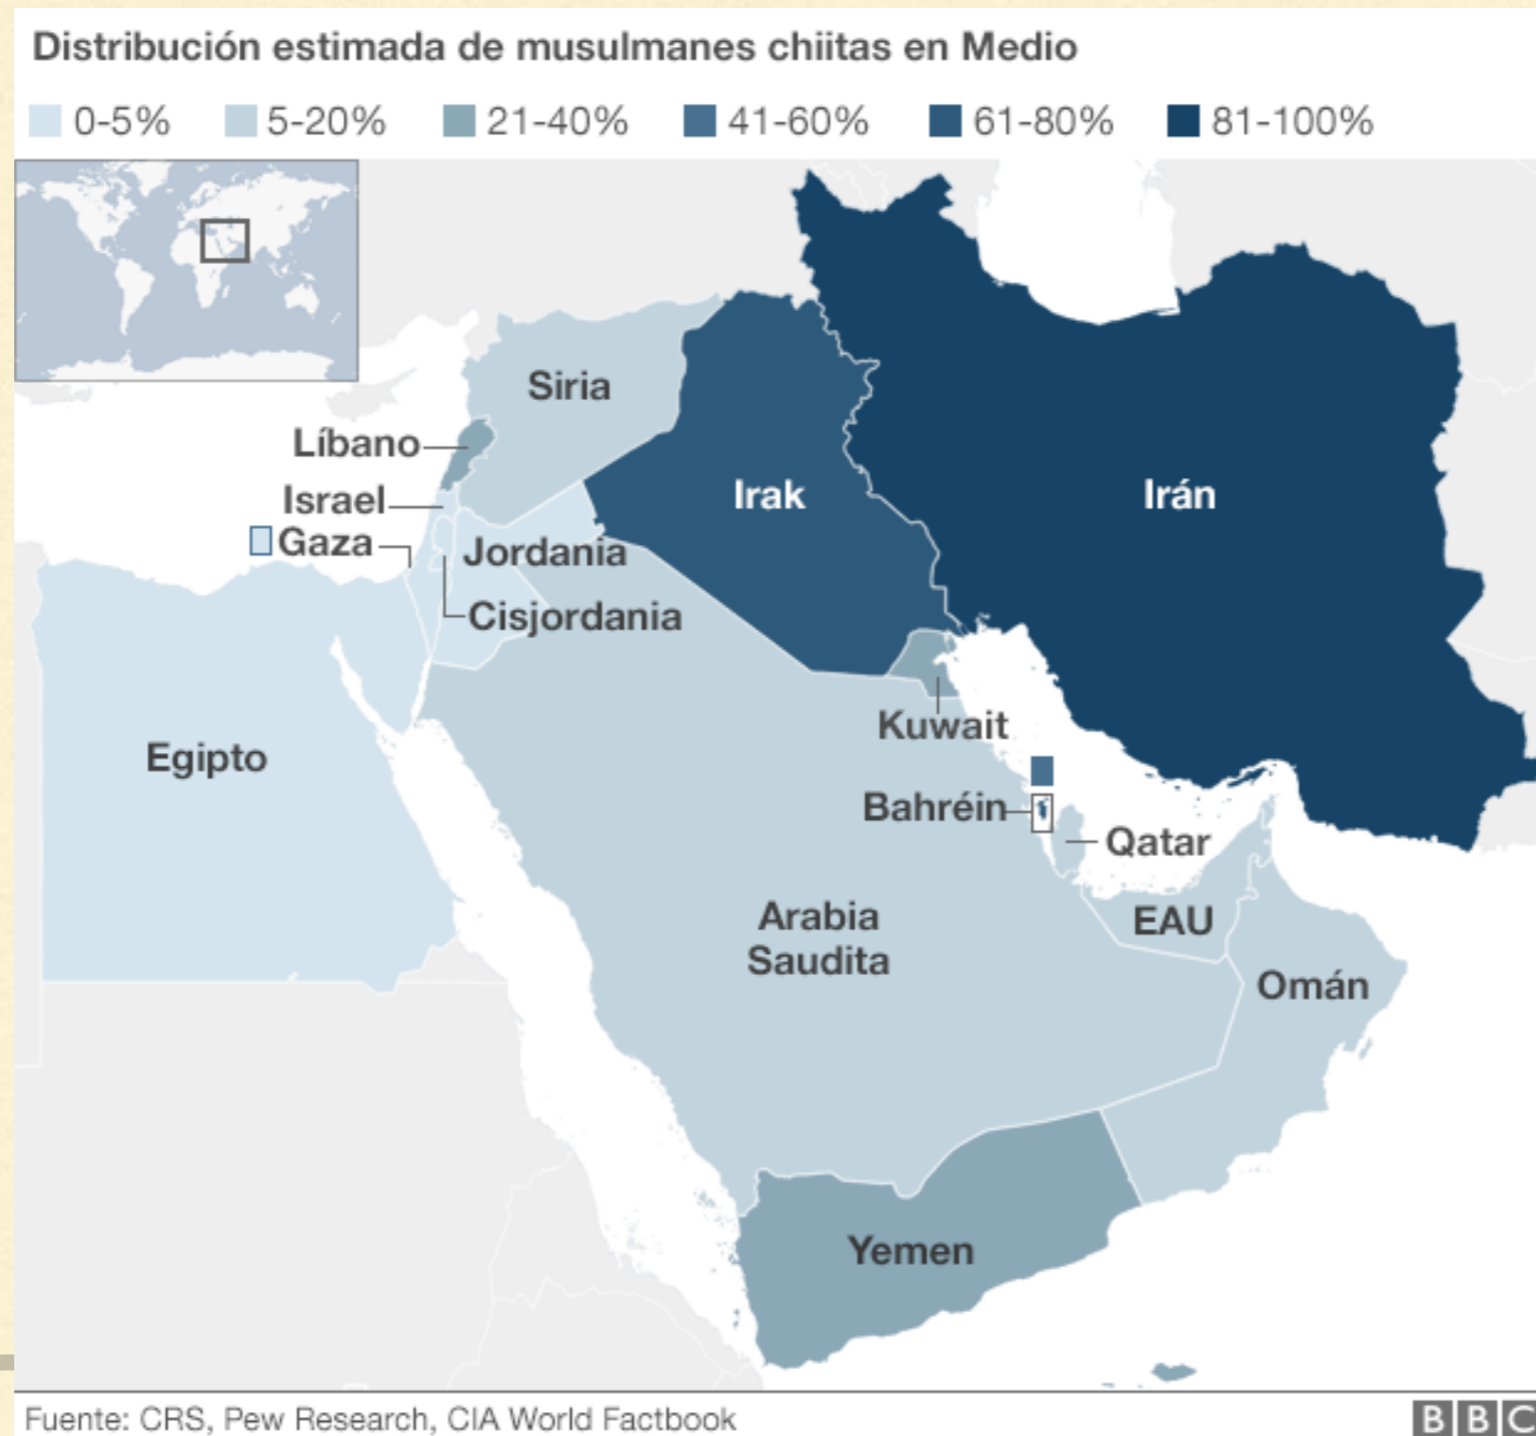 Distribución estimada de musulmanes chiitas en Medio
0-5% 5-20% 21-40% 41-60% 61-80% 81-100%
Siria
Líbano
Israel
Irak
Irán
Gaza
Jordania
Cisjordania
Kuwait
Egipto
Bahréin
Qatar
Arabia
Saudita
EAU
Omán
Yemen
Fuente: CRS, Pew Research, CIA World Factbook
BBC